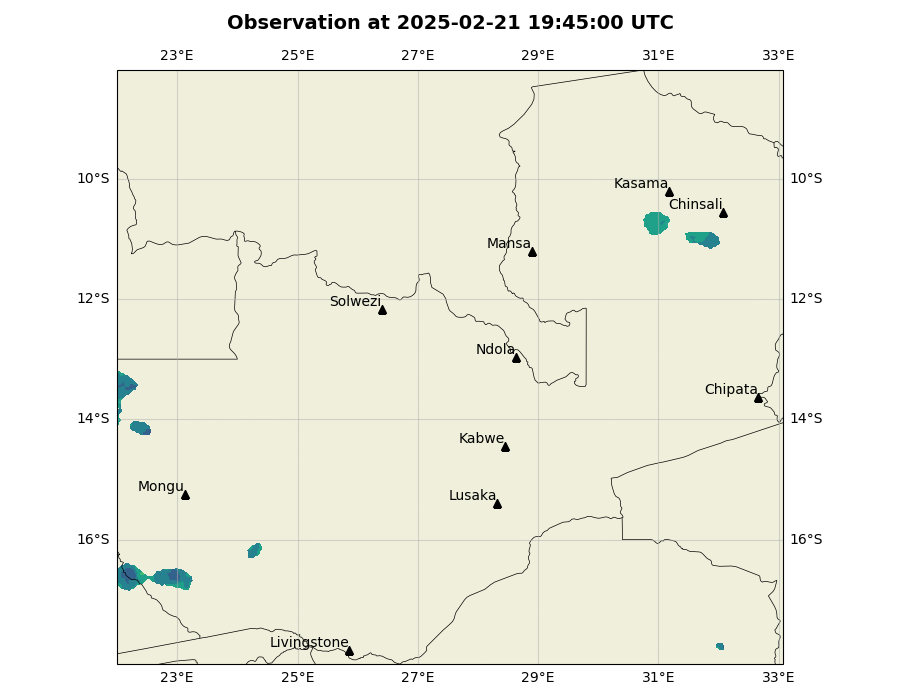 Observation at 2025-02-21 19:45:00 UTC
23°E 25°E 27°E 29°E 31°E 33°E
10°S 10°S
Kasama
Chinsali
Mansa
12°S 12°S
Solwezi
Ndola
Chipata
14°S 14°S
Kabwe
Mongu
Lusaka
16°S 16°S
Livingstone
23°E 25°E 27°E 29°E 31°E 33°E